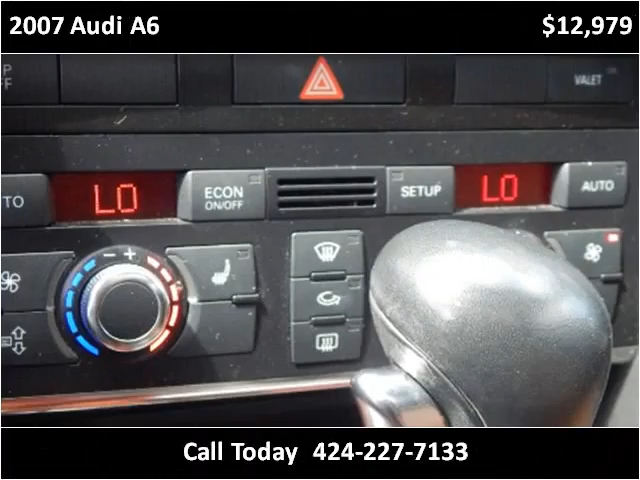 2007 Audi A6
$12,979
VALET
LO
ECON
ON/OFF
SETUP
LO
AUTO
- +
Call Today 424-227-7133